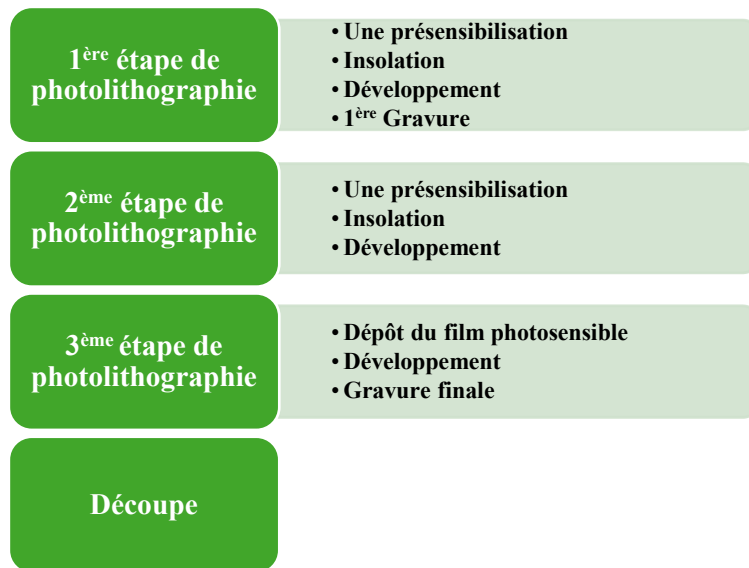 1ère étape de
photolithographie
• Une présensibilisation
• Insolation
• Développement
• 1ère Gravure
2ème étape de
photolithographie
• Une présensibilisation
• Insolation
• Développement
3ème étape de
photolithographie
• Dépôt du film photosensible
• Développement
• Gravure finale
Découpe